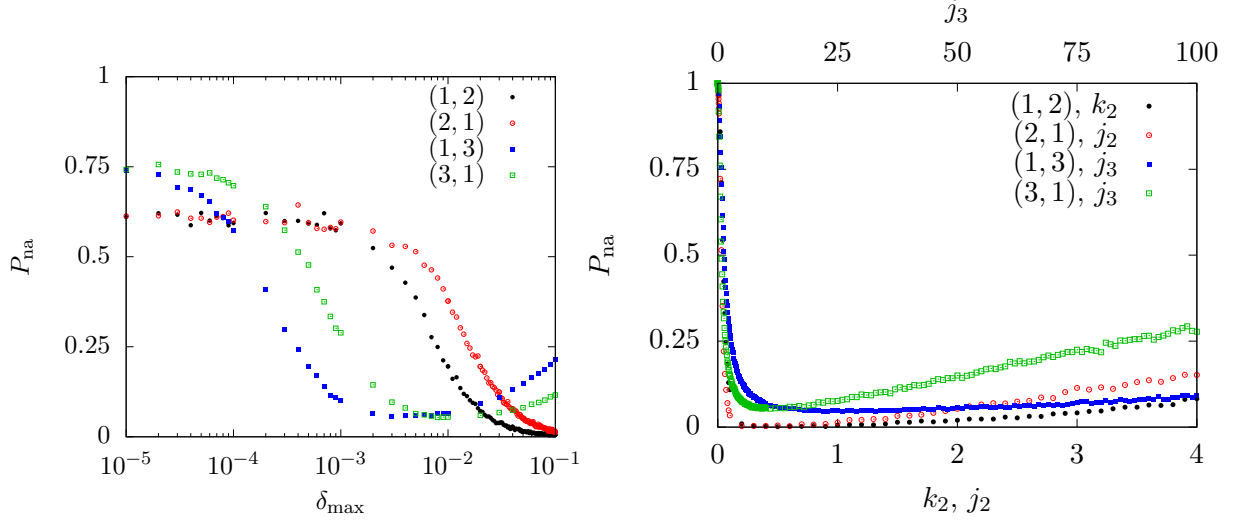 1
0.75
0.5
0.25
0
P_na
(1, 2)
(2, 1)
(1, 3)
(3, 1)
10^−5 10^−4 10^−3 10^−2 10^−1
δ_max
j_3
0 25 50 75 100
1
0.75
0.5
0.25
0
P_na
(1, 2), k_2
(2, 1), j_2
(1, 3), j_3
(3, 1), j_3
0 1 2 3 4
k_2, j_2